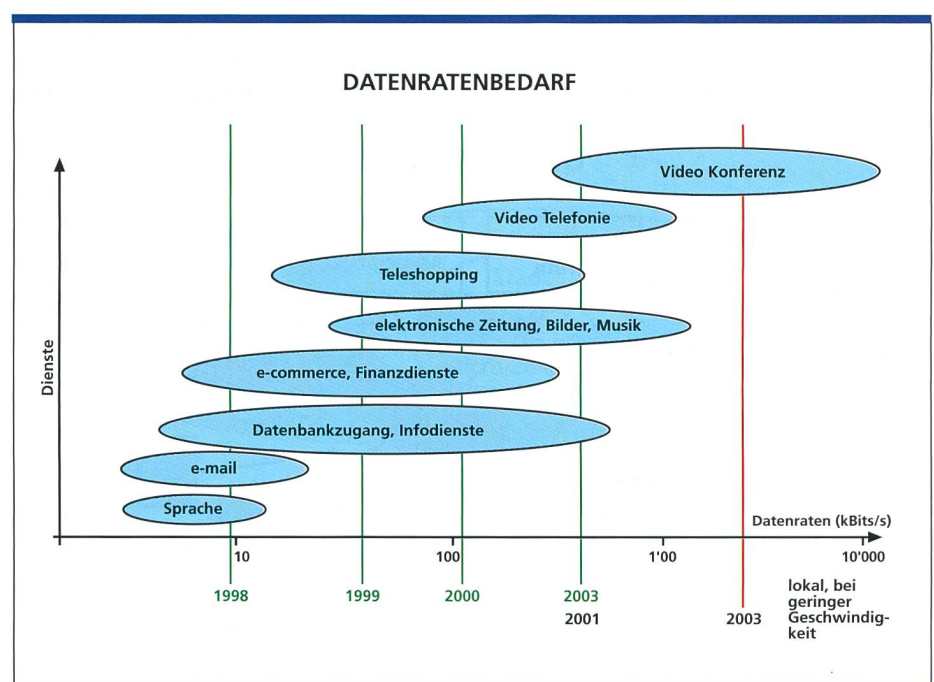 DATENRATENBEDARF
Video Konferenz
Video Telefonie
Teleshopping
elektronische Zeitung, Bilder, Musik
e-commerce, Finanzdienste
Datenbankzugang, Infodienste
e-mail
Sprache
Dienste
Datenraten (kBits/s)
10
100
1'00
10'000
1998
1999
2000
2003
2001
2003
lokal, bei
geringer
Geschwindig-
keit